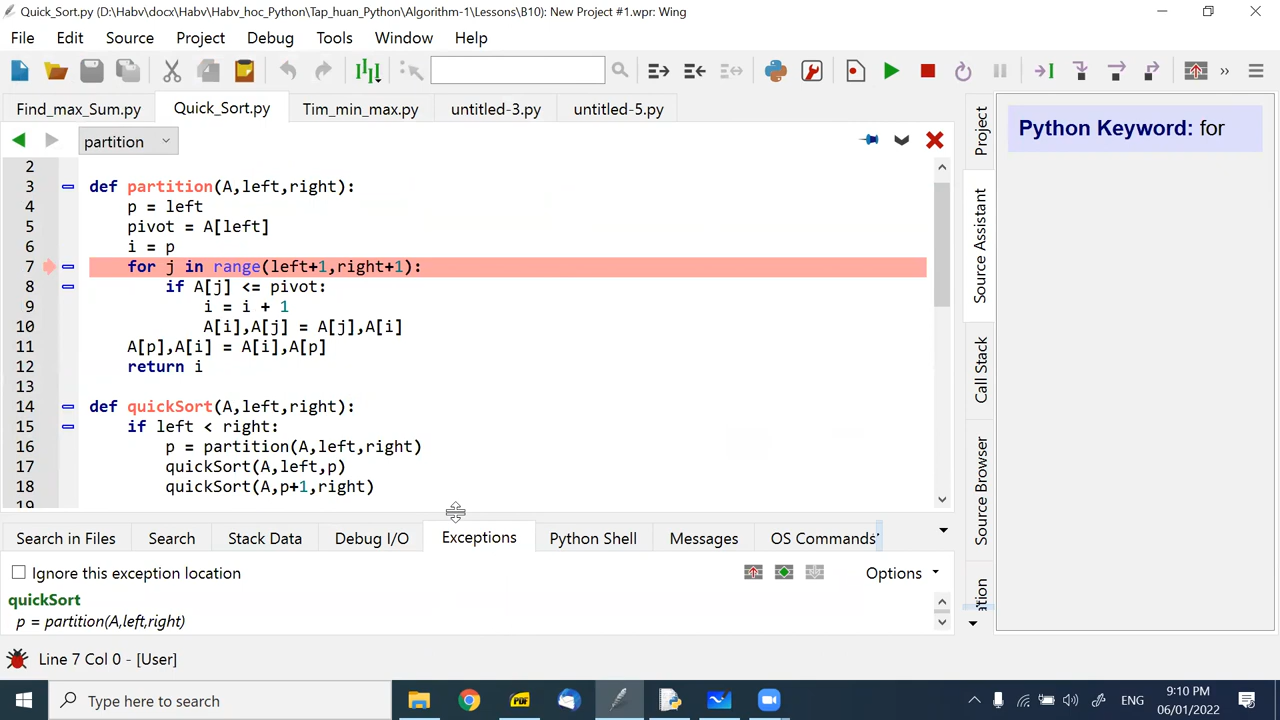 Quick_Sort.py (D:\Habv\docx\Habv\Habv_hoc_Python\Tap_huan_Python\Algorithm-1\Lessons\B10): New Project #1.wpr: Wing
File Edit Source Project Debug Tools Window Help
Find_max_Sum.py Quick_Sort.py Tim_min_max.py untitled-3.py untitled-5.py
partition
2
3 def partition(A,left,right):
4 p = left
5 pivot = A[left]
6 i = p
7 for j in range(left+1,right+1):
8 if A[j] <= pivot:
9 i = i + 1
10 A[i],A[j] = A[j],A[i]
11 A[p],A[i] = A[i],A[p]
12 return i
13
14 def quickSort(A,left,right):
15 if left < right:
16 p = partition(A,left,right)
17 quickSort(A,left,p)
18 quickSort(A,p+1,right)
19
Search in Files Search Stack Data Debug I/O Exceptions Python Shell Messages OS Commands
Ignore this exception location Options
quickSort
p = partition(A,left,right)
Line 7 Col 0 - [User]
Project
Source Assistant
Call Stack
Source Browser
Python Keyword: for
Type here to search
PDF
ENG
9:10 PM
06/01/2022